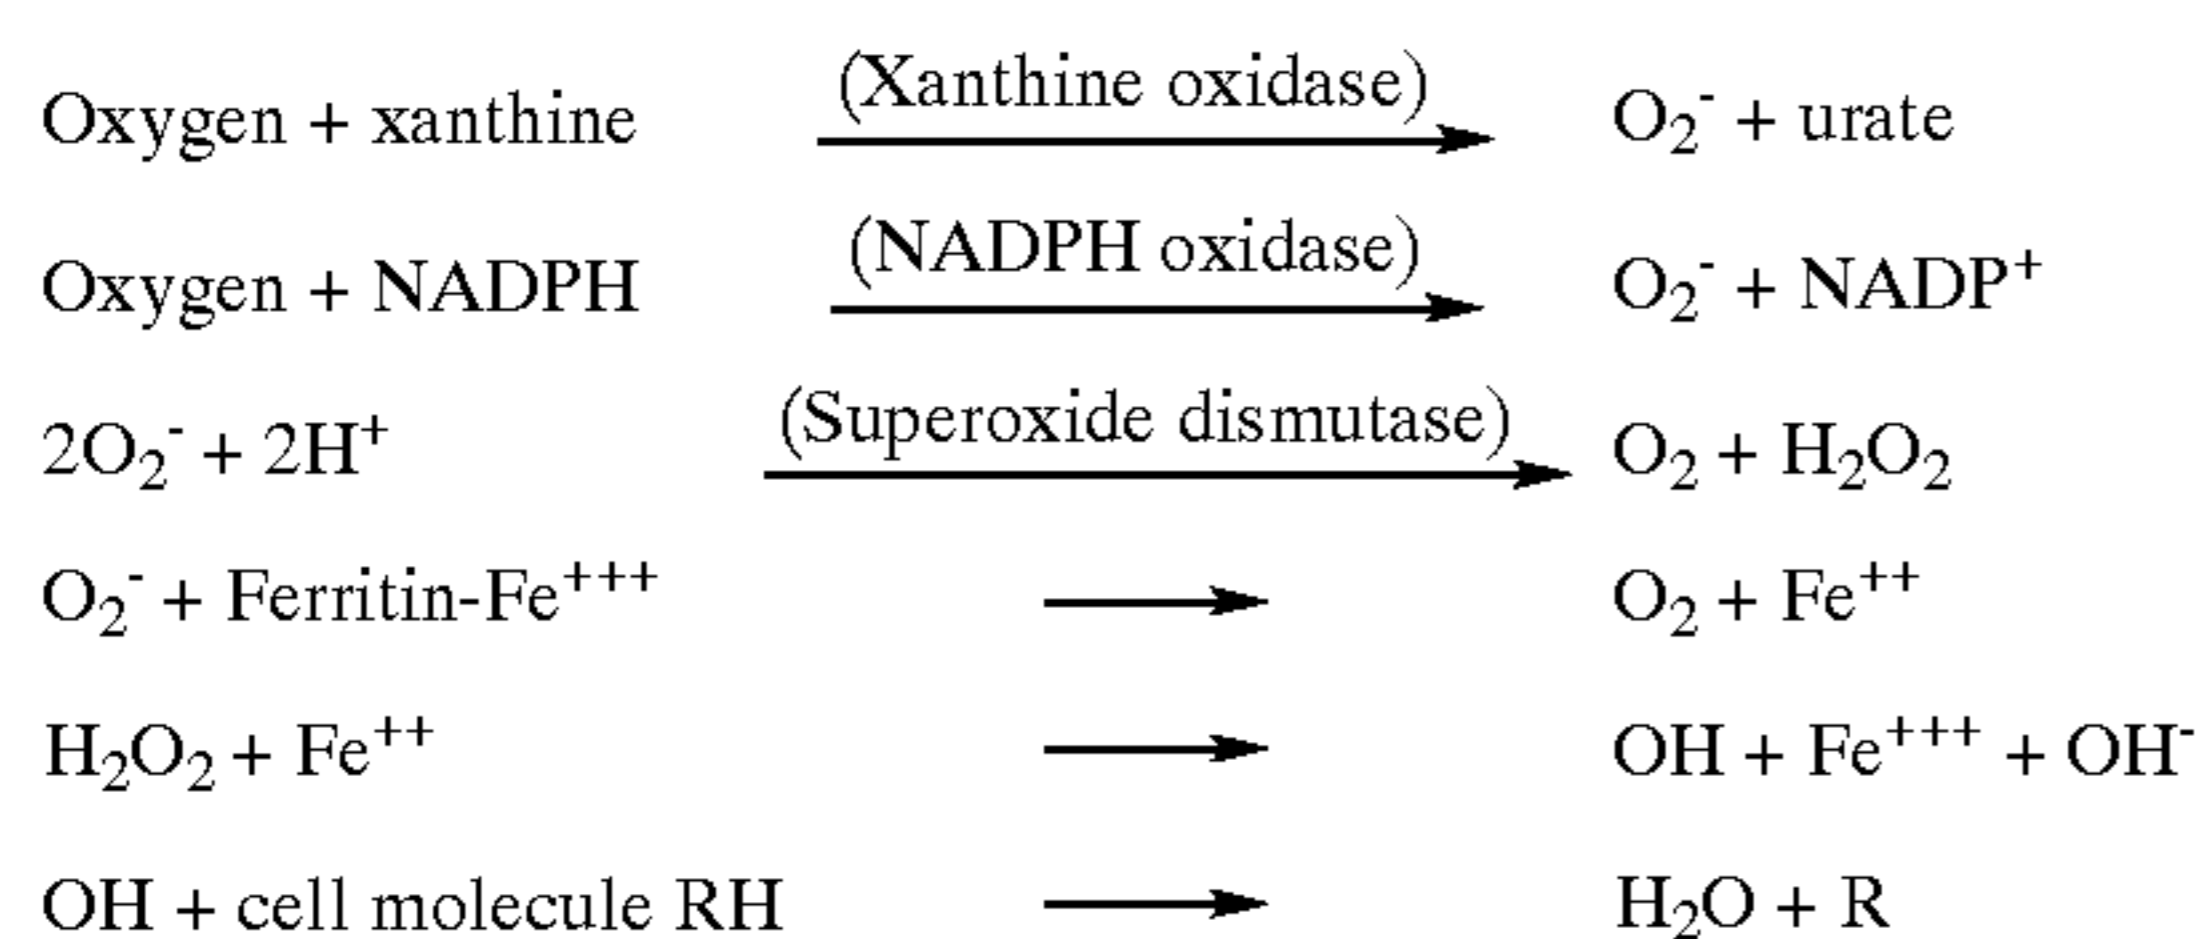 Oxygen + xanthine (Xanthine oxidase) O₂⁻ + urate
Oxygen + NADPH (NADPH oxidase) O₂⁻ + NADP⁺
2O₂⁻ + 2H⁺ (Superoxide dismutase) O₂ + H₂O₂
O₂⁻ + Ferritin-Fe⁺⁺⁺ O₂ + Fe⁺⁺
H₂O₂ + Fe⁺⁺ OH + Fe⁺⁺⁺ + OH⁻
OH + cell molecule RH H₂O + R